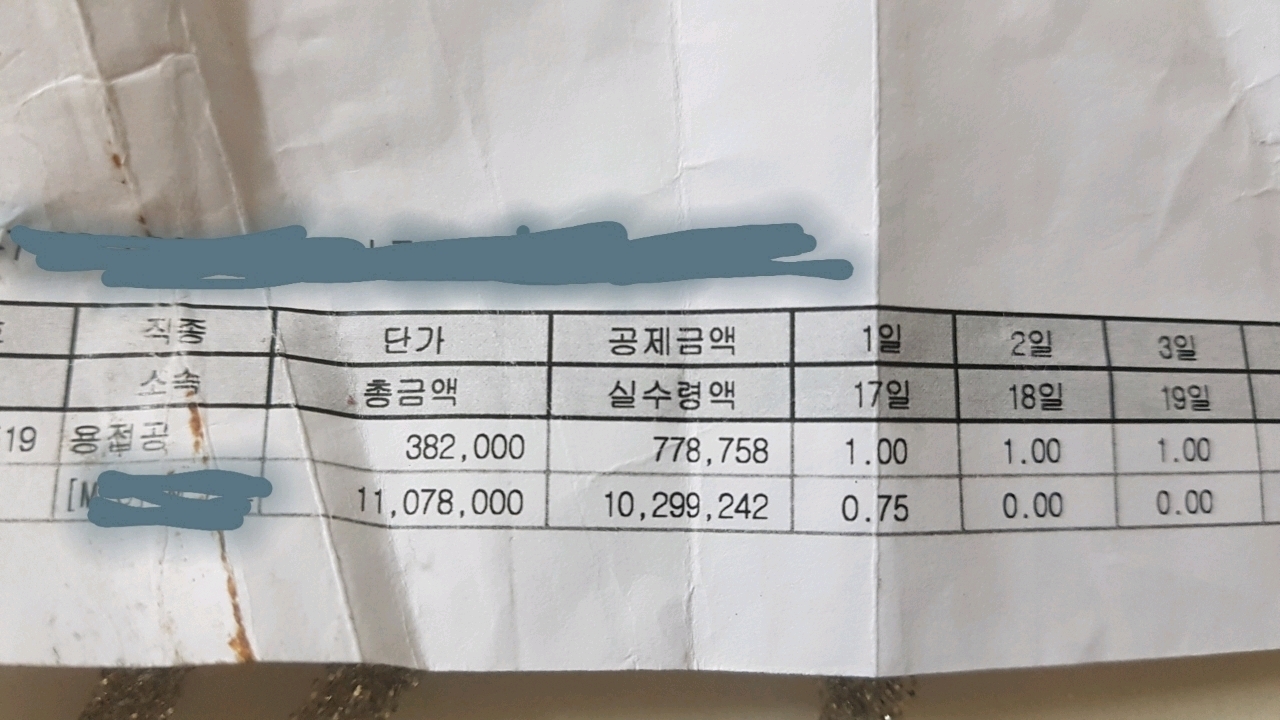 직종 단가 공제금액 1일 2일 3일
소속 총금액 실수령액 17일 18일 19일
19 용접공 382,000 778,758 1.00 1.00 1.00
[M 11,078,000 10,299,242 0.75 0.00 0.00